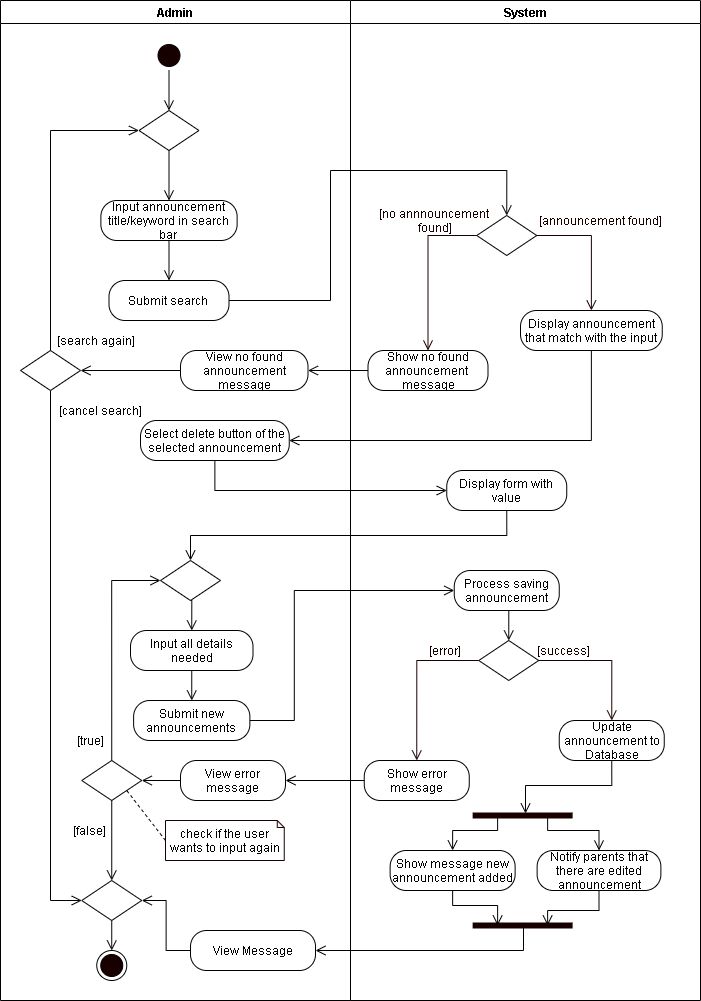 Admin
System
Input announcement
title/keyword in search
bar
Submit search
[no annnouncement
found]
[announcement found]
Display announcement
that match with the input
[search again]
View no found
announcement
message
Show no found
announcement
message
[cancel search]
Select delete button of the
selected announcement
Display form with
value
Process saving
announcement
Input all details
needed
[error]
[success]
Submit new
announcements
Update
announcement to
Database
[true]
View error
message
Show error
message
[false]
check if the user
wants to input again
Show message new
announcement added
Notify parents that
there are edited
announcement
View Message